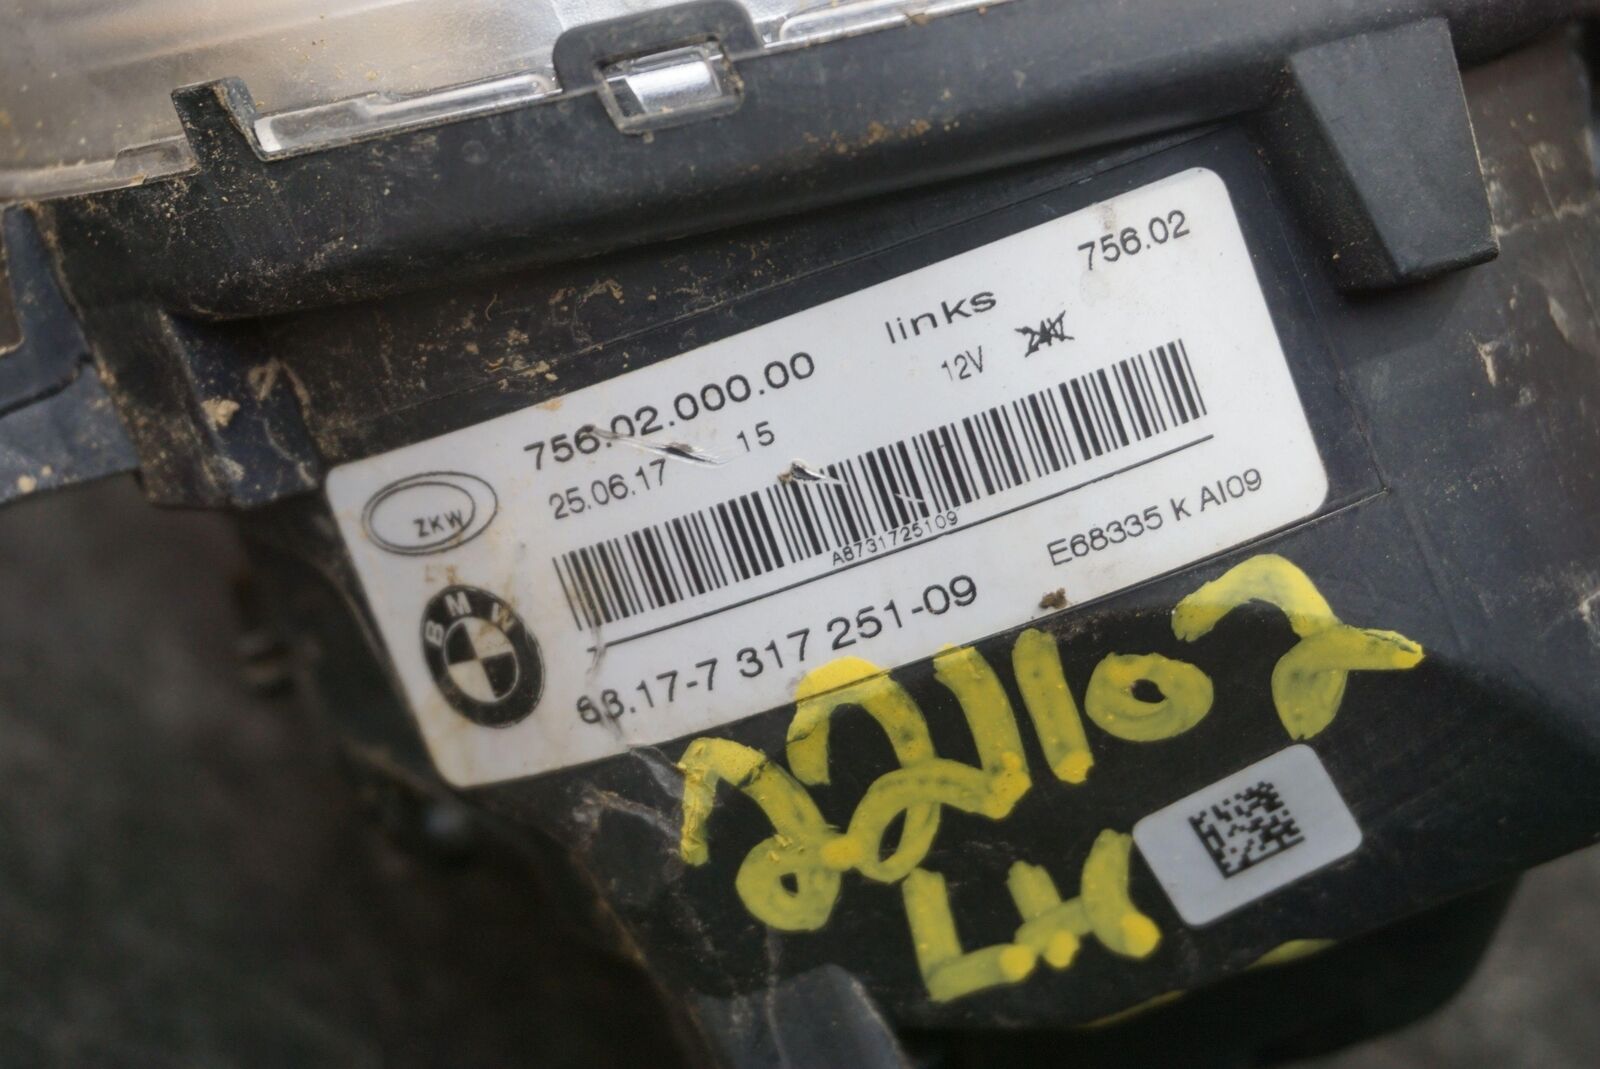 756.02
links
756.02.000.00
12V
25.06.17 15
ZKW
A8731725109
E68335 K AI09
BMW
63.17-7 317 251-09
22102
LH